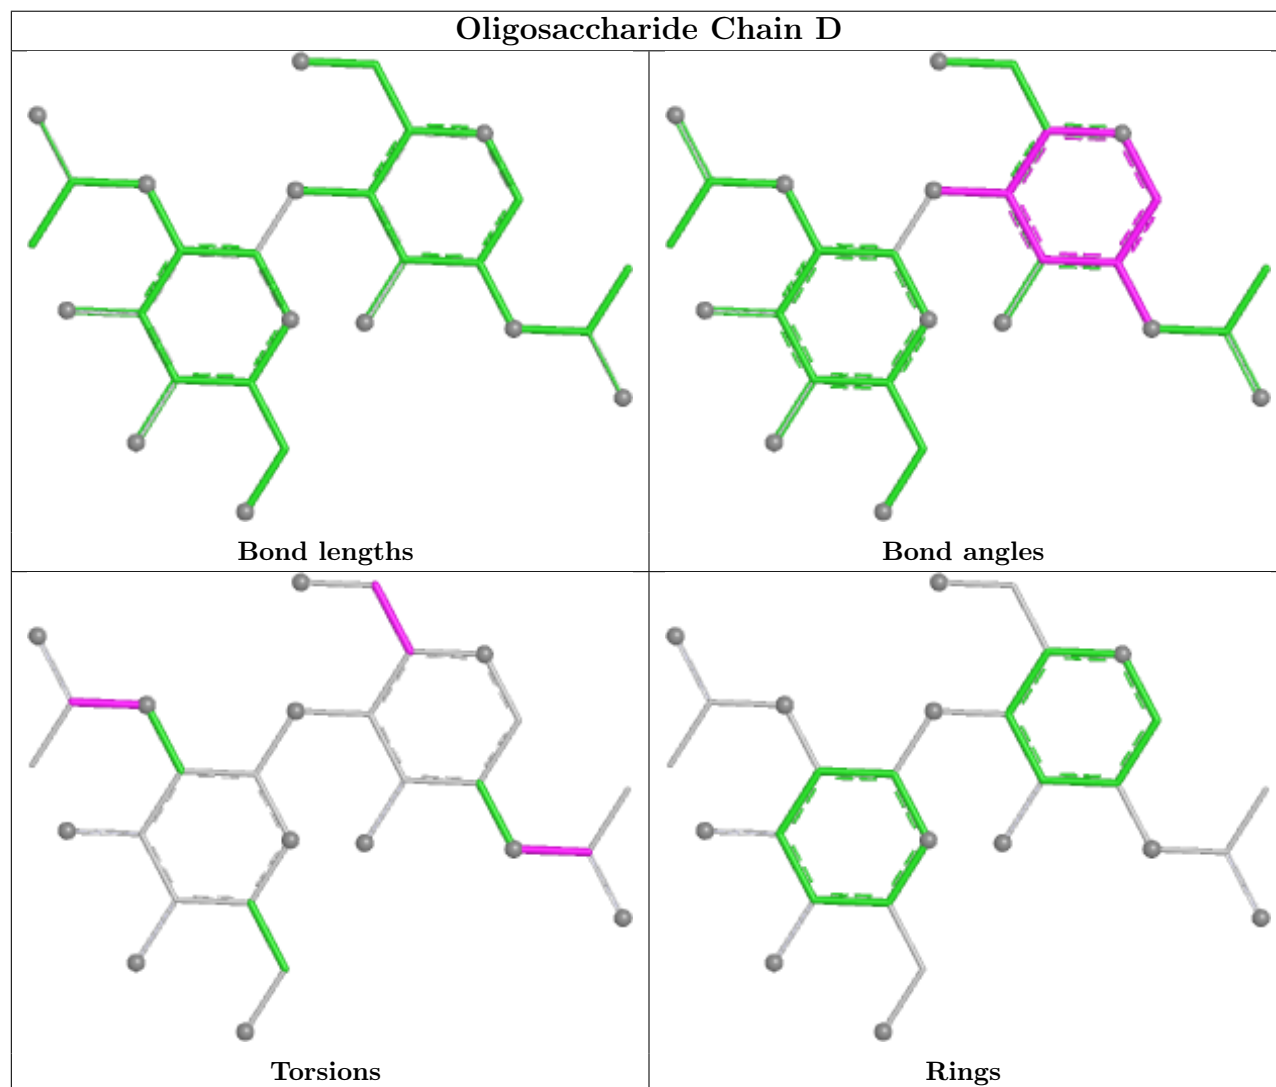 Oligosaccharide Chain D
Bond lengths
Bond angles
Torsions
Rings